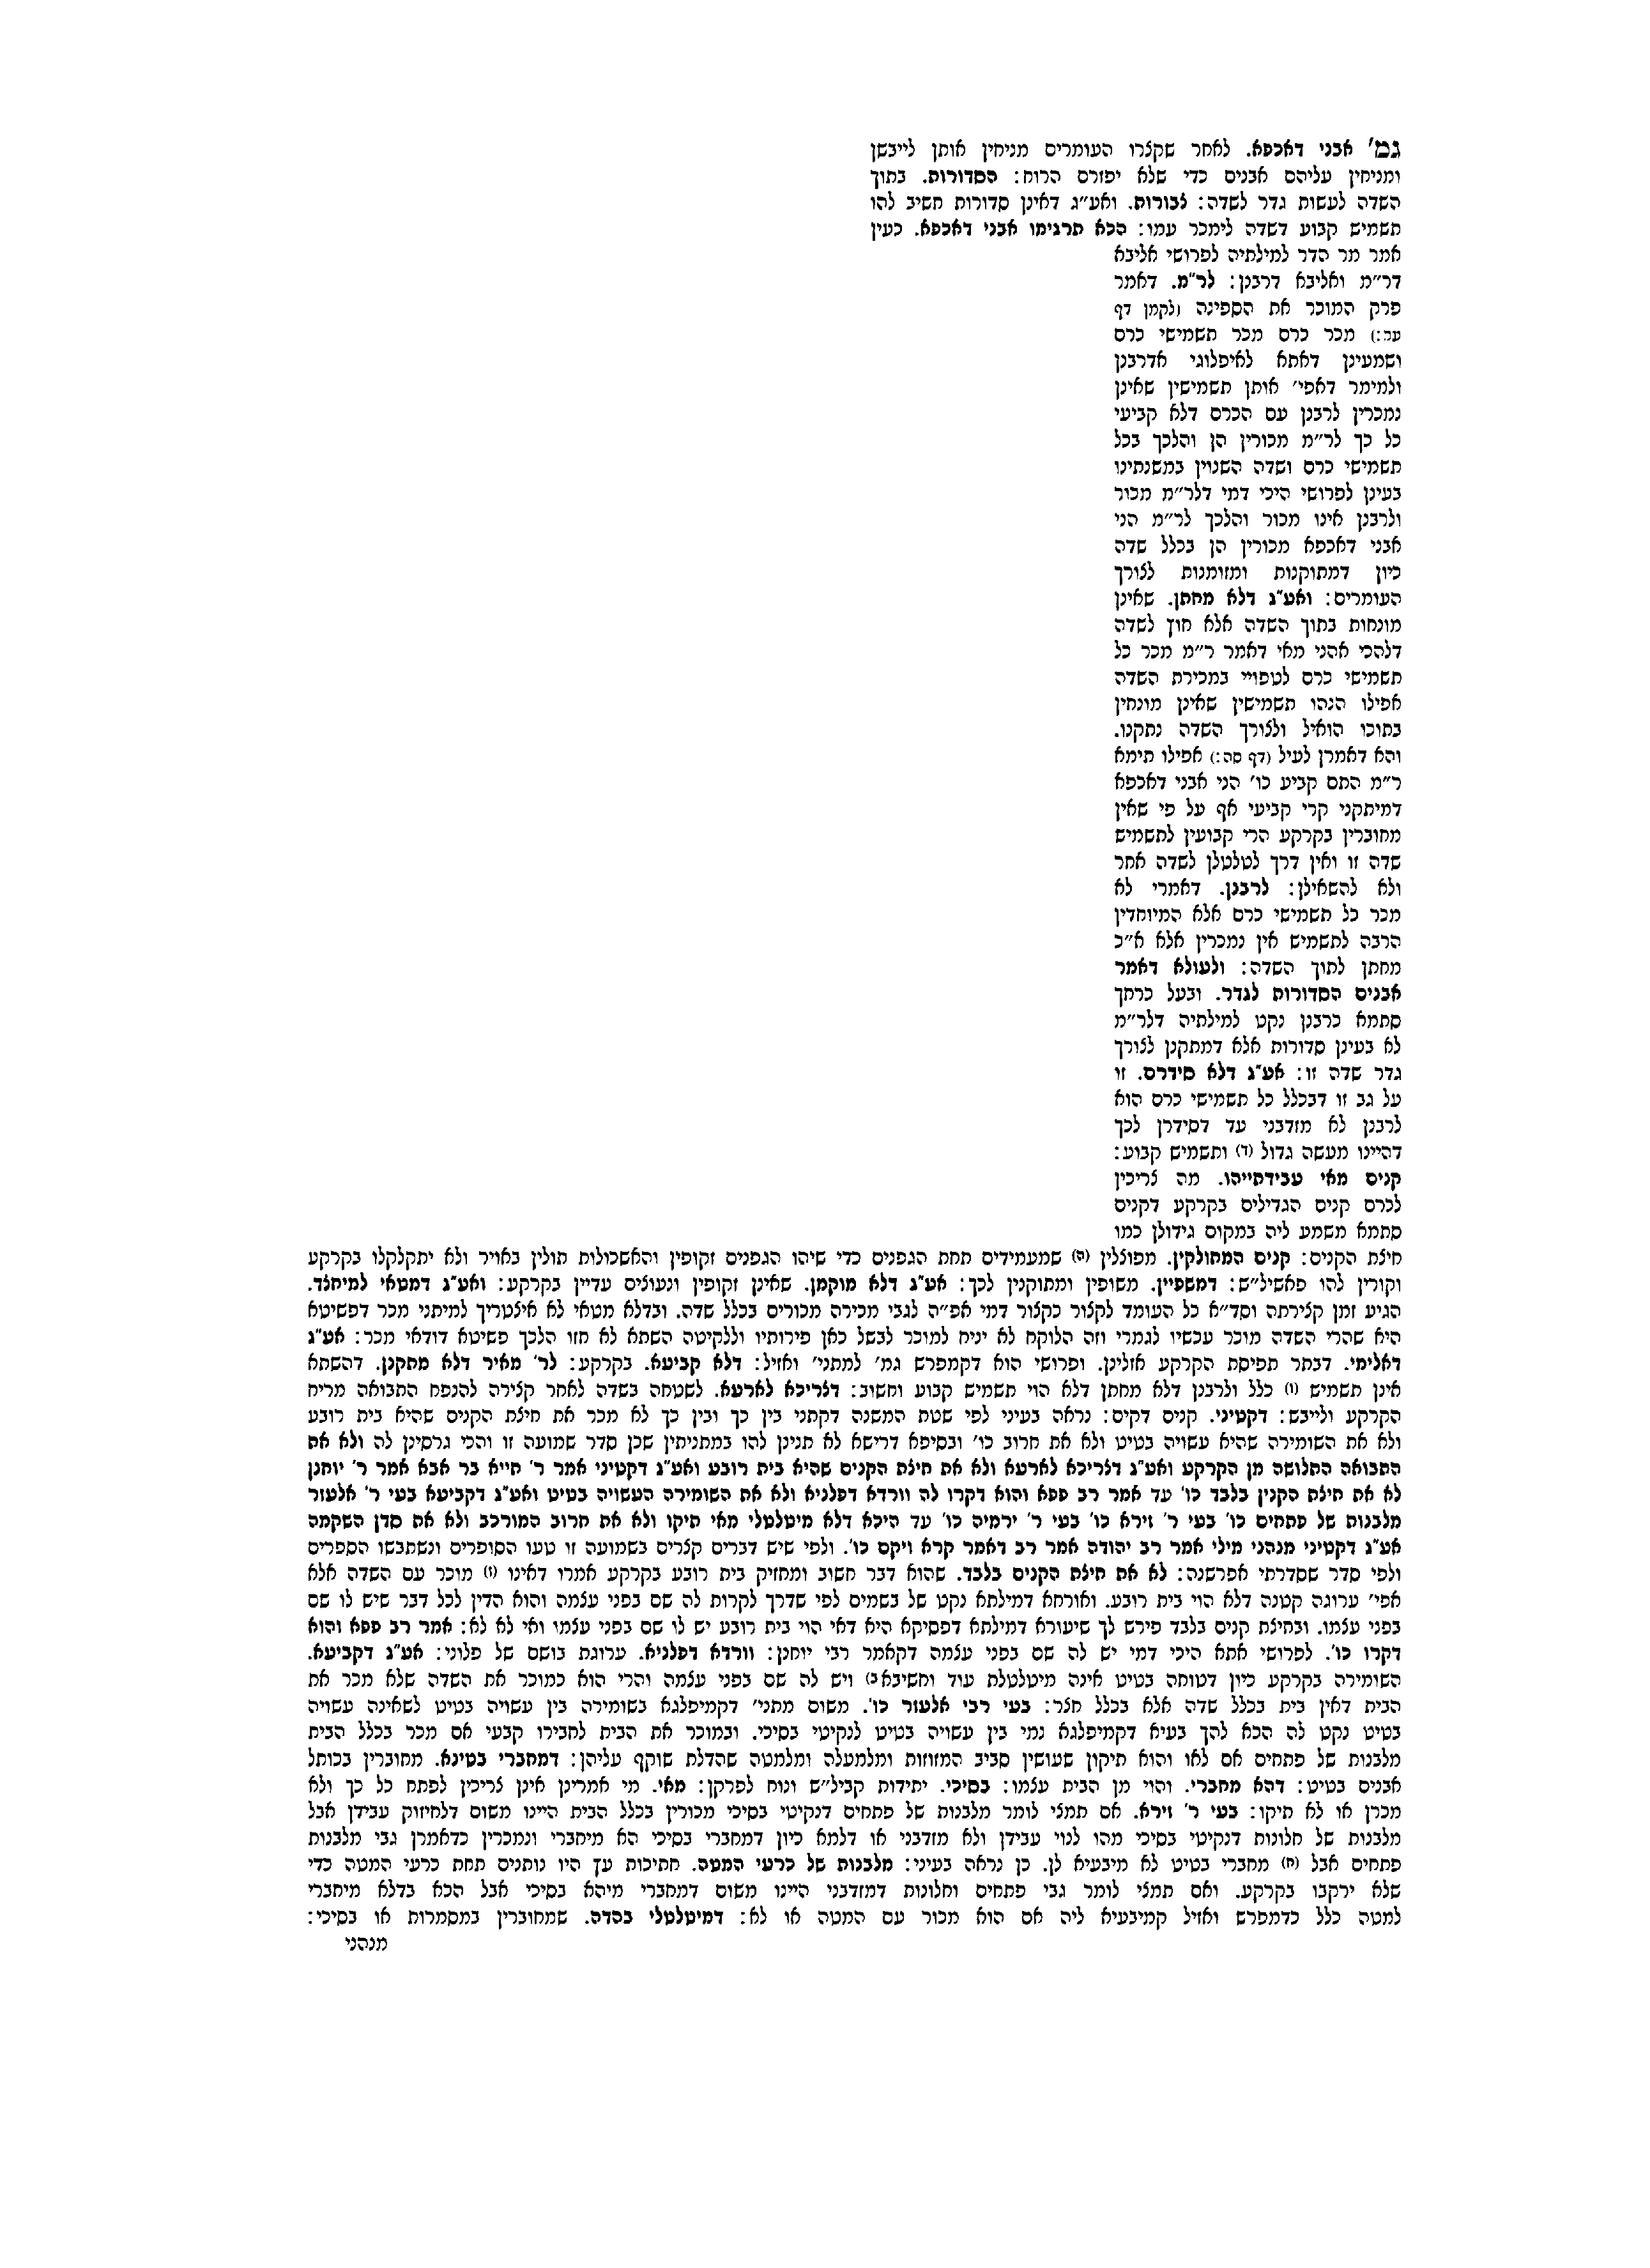 גמ' אבני דאכפא. לאחר שקצרו העומרים מניחין אותן לייבשן
ומניחין עליהם אבנים כדי שלא יפזרם הרוח: הסדורות. בתוך
השדה לעשות גדר לשדה: צבורות. ואע"ג דאינן סדורות חשיב להו
תשמיש קבוע דשדה לימכר עמו: הכא תרגימו אבני דאכפא. כעין
אמר מר הדר למילתיה לפרושי אליבא
דר"מ ואליבא דרבנן: לר"מ. דאמר
פרק המוכר את הספינה (לקמן דף
עח:) מכר כרם מכר תשמישי כרם
ושמעינן דאתא לאיפלוגי אדרבנן
ולמימר דאפי' אותן תשמישין שאינן
נמכרין לרבנן עם הכרם דלא קביעי
כל כך לר"מ מכורין הן והלכך בכל
תשמישי כרם ושדה השנוין במשנתינו
בעינן לפרושי היכי דמי דלר"מ מכור
ולרבנן אינו מכור והלכך לר"מ הני
אבני דאכפא מכורין הן בכלל שדה
כיון דמתוקנות ומזומנות לצורך
העומרים: ואע"ג דלא מחתן. שאינן
מונחות בתוך השדה אלא חוץ לשדה
דלהכי אהני מאי דאמר ר"מ מכר כל
תשמישי כרם לטפויי במכירת השדה
אפילו הנהו תשמישין שאינן מונחין
בתוכו הואיל ולצורך השדה נתקנו.
והא דאמרן לעיל (דף סה:) אפילו תימא
ר"מ התם קביע כו' הני אבני דאכפא
דמיתקני קרי קביעי אף על פי שאין
מחוברין בקרקע הרי קבועין לתשמיש
שדה זו ואין דרך לטלטלן לשדה אחר
ולא להשאילן: לרבנן. דאמרי לא
מכר כל תשמישי כרם אלא המיוחדין
הרבה לתשמיש אין נמכרין אלא א"כ
מחתן לתוך השדה: ולעולא דאמר
אבנים הסדורות לגדר. ובעל כרחך
סתמא כרבנן נקט למילתיה דלר"מ
לא בעינן סדורות אלא דמתקנן לצורך
גדר שדה זו: אע"ג דלא סידרם. זו
על גב זו דבכלל כל תשמישי כרם הוא
לרבנן לא מזדבני עד דסידרן לכך
דהיינו מעשה גדול (ד) ותשמיש קבוע:
קנים מאי עבידתייהו. מה צריכין
לכרם קנים הגדילים בקרקע דקנים
סתמא משמע ליה במקום גידולן כמו
חיצת הקנים: קנים המחולקין. מפוצלין (ה) שמעמידים תחת הגפנים כדי שיהו הגפנים זקופין והאשכולות תולין באויר ולא יתקלקלו בקרקע
וקורין להו פאשיל"ש: דמשפיין. משופין ומתוקנין לכך: אע"ג דלא מוקמן. שאינן זקופין ונעוצים עדיין בקרקע: ואע"ג דמטאי למיחצד.
הגיע זמן קצירתה וסד"א כל העומד לקצור כקצור דמי אפ"ה לגבי מכירה מכורים בכלל שדה. ובדלא מטאי לא איצטריך למיתני מכר דפשיטא
היא שהרי השדה מוכר עכשיו לגמרי וזה הלוקח לא יניח למוכר לבשל כאן פירותיו וללקיטה השתא לא חזו הלכך פשיטא דודאי מכר: אע"ג
דאלימי. דבתר תפיסת הקרקע אזלינן. ופרושי הוא דקמפרש גמ' למתני' ואזיל: דלא קביעא. בקרקע: לר' מאיר דלא מתקנן. דהשתא
אינן תשמיש (ו) כלל ולרבנן דלא מחתן דלא הוי תשמיש קבוע וחשוב: דצריכא לארעא. לשטחה בשדה לאחר קצירה להנפח התבואה מריח
הקרקע ולייבש: דקטיני. קנים דקים: נראה בעיני לפי שטת המשנה דקתני בין כך ובין כך לא מכר את חיצת הקנים שהיא בית רובע
ולא את השומירה שהיא עשויה בטיט ולא את חרוב כו' ובסיפא דרישא לא תנינן להו במתניתין שכן סדר שמועה זו והכי גרסינן לה ולא את
התבואה התלושה מן הקרקע ואע"ג דצריכא לארעא ולא את חיצת הקנים שהיא בית רובע ואע"ג דקטיני אמר ר' חייא בר אבא אמר ר' יוחנן
לא את חיצת הקנין בלבד כו' עד אמר רב פפא והוא דקרו לה וורדא דפלניא ולא את השומירה העשויה בטיט ואע"ג דקביעא בעי ר' אלעזר
מלבנות של פתחים כו' בעי ר' זירא כו' בעי ר' ירמיה כו' עד היכא דלא מיטלטלי מאי תיקו ולא את חרוב המורכב ולא את סדן השקמה
אע"ג דקטיני מנהני מילי אמר רב יהודה אמר רב דאמר קרא ויקם כו'. ולפי שיש דברים קצרים בשמועה זו טעו הסופרים ונשתבשו הספרים
ולפי סדר שסדרתי אפרשנה: לא את חיצת הקנים בלבד. שהוא דבר חשוב ומחזיק בית רובע בקרקע אמרו דאינו (ז) מוכר עם השדה אלא
אפי' ערוגה קטנה דלא הוי בית רובע. ואורחא דמילתא נקט של בשמים לפי שדרך לקרות לה שם בפני עצמה והוא הדין לכל דבר שיש לו שם
בפני עצמו. ובחיצת קנים בלבד פירש לך שיעורא דמילתא דפסיקא היא דאי הוי בית רובע יש לו שם בפני עצמו ואי לא לא: אמר רב פפא והוא
דקרו כו'. לפרושי אתא היכי דמי יש לה שם בפני עצמה דקאמר רבי יוחנן: וורדא דפלניא. ערוגת בושם של פלוני: אע"ג דקביעא.
השומירה בקרקע כיון דטוחה בטיט אינה מיטלטלת עוד וחשיבאב) ויש לה שם בפני עצמה והרי הוא כמוכר את השדה שלא מכר את
הבית דאין בית בכלל שדה אלא בכלל חצר: בעי רבי אלעזר כו'. משום מתני' דקמיפלגא בשומירה בין עשויה בטיט לשאינה עשויה
בטיט נקט לה הכא להך בעיא דקמיפלגא נמי בין עשויה בטיט לנקיטי בסיכי. ובמוכר את הבית לחבירו קבעי אם מכר בכלל הבית
מלבנות של פתחים אם לאו והוא תיקון שעושין סביב המזוזות ומלמעלה ומלמטה שהדלת שוקף עליהן: דמחברי בטינא. מחוברין בכותל
אבנים בטיט: דהא מחברי. והוי מן הבית עצמו: בסיכי. יתידות קביל"ש ונוח לפרקן: מאי. מי אמרינן אינן צריכין לפתח כל כך ולא
מכרן או לא תיקו: בעי ר' זירא. אם תמצי לומר מלבנות של פתחים דנקיטי בסיכי מכורין בכלל הבית היינו משום דלחיזוק עבידן אבל
מלבנות של חלונות דנקיטי בסיכי מהו לנוי עבידן ולא מזדבני או דלמא כיון דמחברי בסיכי הא מיחברי ונמכרין כדאמרן גבי מלבנות
פתחים אבל (ח) מחברי בטיט לא מיבעיא לן. כן נראה בעיני: מלבנות של כרעי המטה. חתיכות עץ היו נותנים תחת כרעי המטה כדי
שלא ירקבו בקרקע. ואם תמצי לומר גבי פתחים וחלונות דמזדבני היינו משום דמחברי מיהא בסיכי אבל הכא בדלא מיחברי
למטה כלל כדמפרש ואזיל קמיבעיא ליה אם הוא מכור עם המטה או לא: דמיטלטלי בהדה. שמחוברין במסמרות או בסיכי:
מנהני